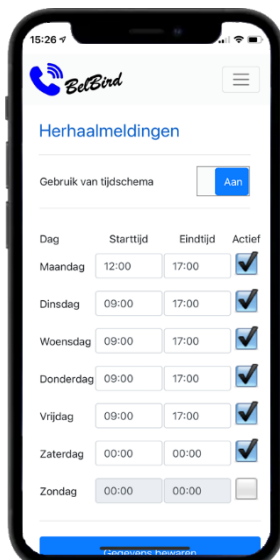 15:26
BelBird
Herhaalmeldingen
Gebruik van tijdschema Aan
Dag Starttijd Eindtijd Actief
Maandag 12:00 17:00
Dinsdag 09:00 17:00
Woensdag 09:00 17:00
Donderdag 09:00 17:00
Vrijdag 09:00 17:00
Zaterdag 00:00 00:00
Zondag 00:00 00:00
Gegevens bewaren